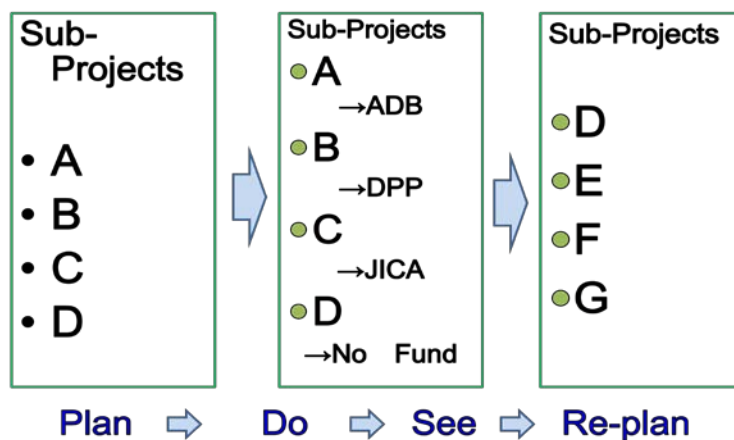 Sub-
Projects
• A
• B
• C
• D
Sub-Projects
A
→ADB
B
→DPP
C
→JICA
D
→No Fund
Sub-Projects
D
E
F
G
Plan
Do
See
Re-plan